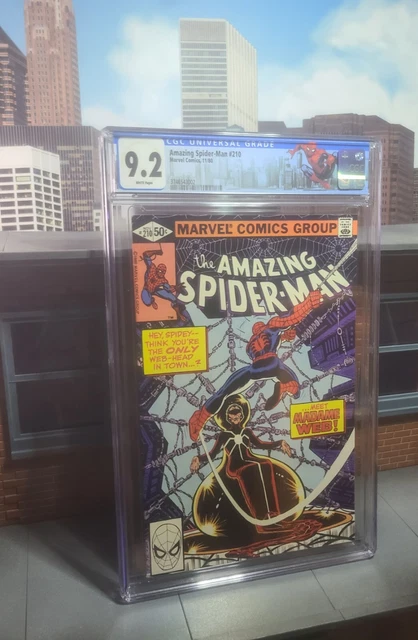 CGC UNIVERSAL GRADE
9.2
WHITE Pages
Amazing Spider-Man #210
Marvel Comics, 11/80
MARVEL COMICS GROUP
210
50¢
the AMAZING
SPIDER-MAN
HEY, SPIDEY--
THINK YOU'RE
THE ONLY
WEB-HEAD
IN TOWN...?
...MEET
MADAME
WEB!